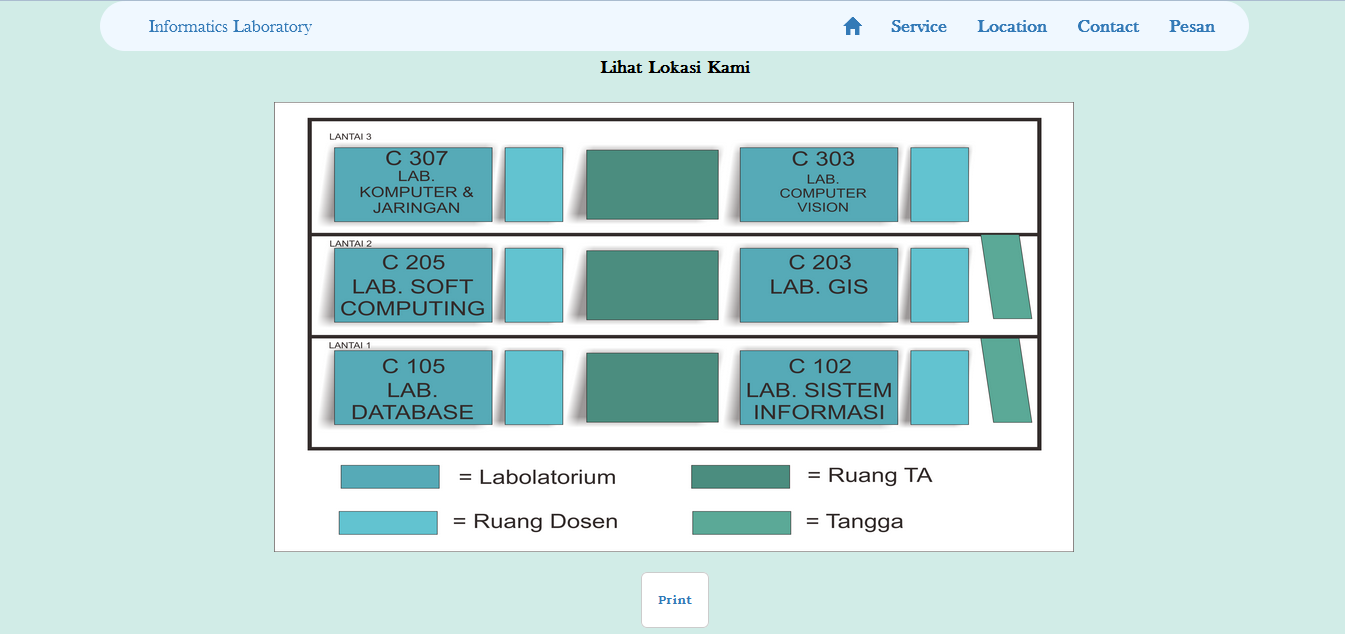 Informatics Laboratory
Service
Location
Contact
Pesan
Lihat Lokasi Kami
LANTAI 3
C 307
LAB.
KOMPUTER &
JARINGAN
C 303
LAB.
COMPUTER
VISION
LANTAI 2
C 205
LAB. SOFT
COMPUTING
C 203
LAB. GIS
LANTAI 1
C 105
LAB.
DATABASE
C 102
LAB. SISTEM
INFORMASI
= Labolatorium
= Ruang TA
= Ruang Dosen
= Tangga
Print